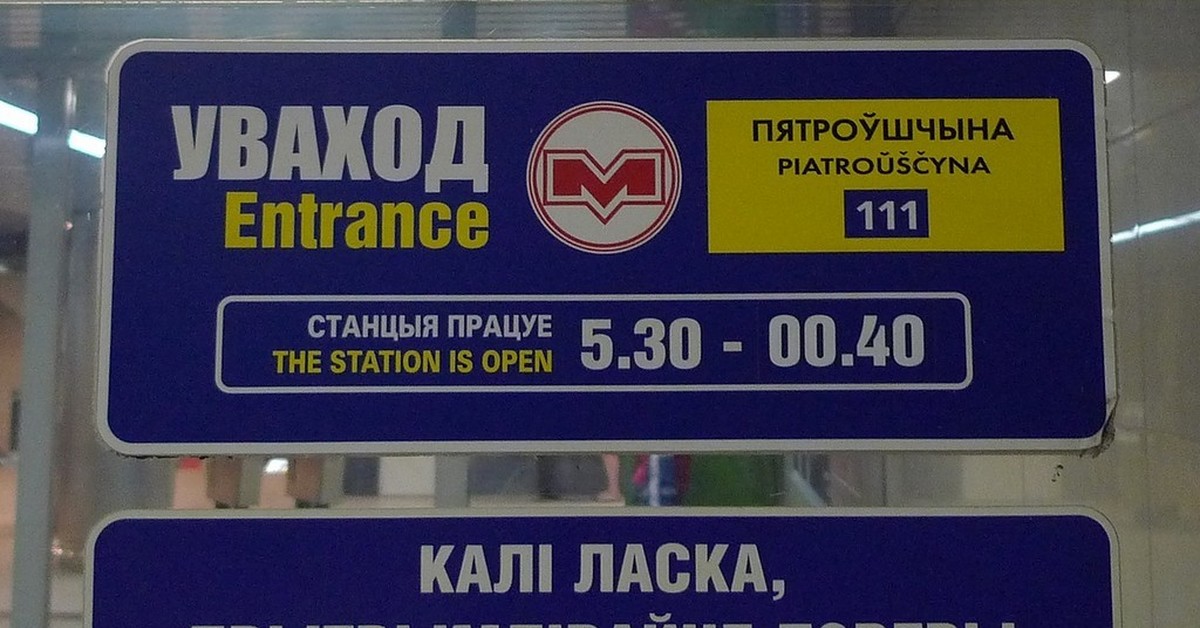 УВАХОД
Entrance
М
ПЯТРОЎШЧЫНА
PIATROŬŠČYNA
111
СТАНЦЫЯ ПРАЦУЕ
THE STATION IS OPEN
5.30 - 00.40
КАЛІ ЛАСКА,